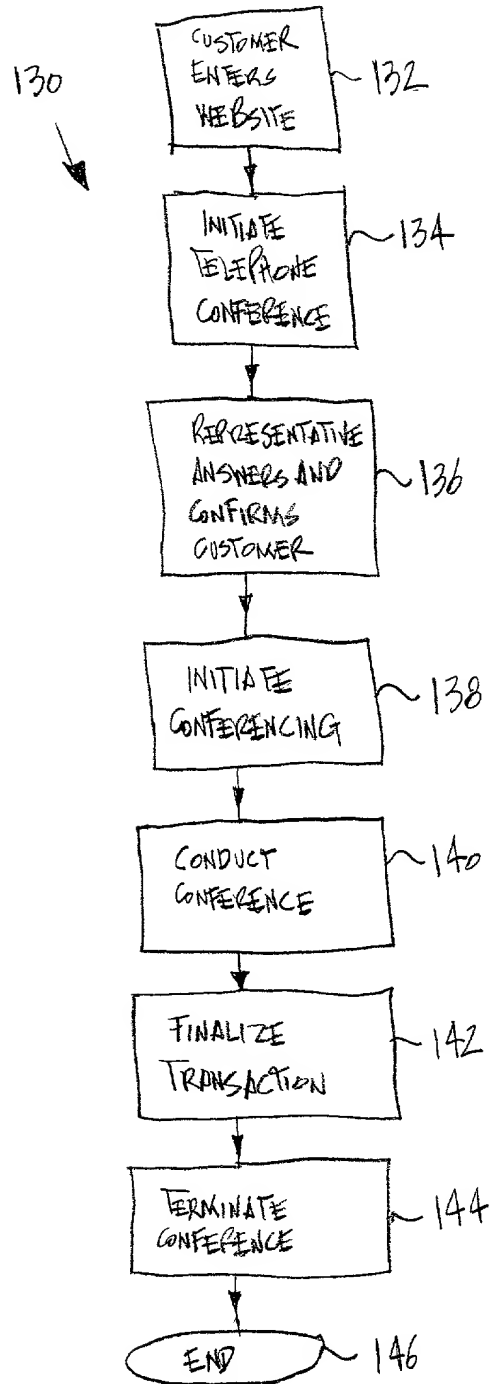 130
CUSTOMER
ENTERS
WEBSITE
132
INITIATE
TELEPHONE
CONFERENCE
134
REPRESENTATIVE
ANSWERS AND
CONFIRMS
CUSTOMER
136
INITIATE
CONFERENCING
138
CONDUCT
CONFERENCE
140
FINALIZE
TRANSACTION
142
TERMINATE
CONFERENCE
144
END
146